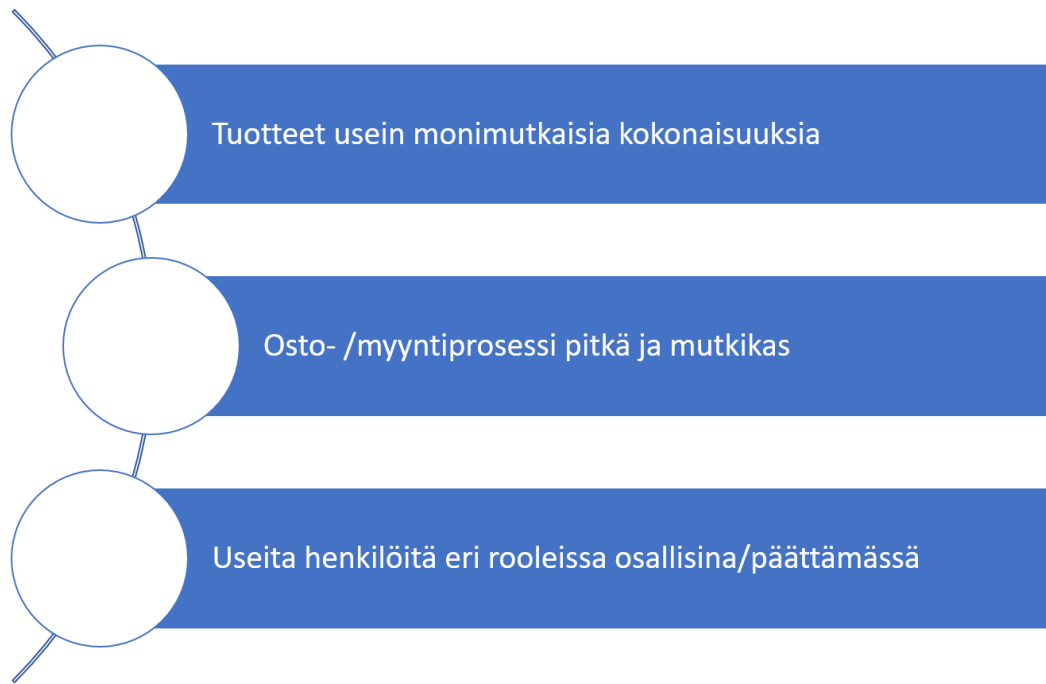 Tuotteet usein monimutkaisia kokonaisuuksia
Osto- /myyntiprosessi pitkä ja mutkikas
Useita henkilöitä eri rooleissa osallisina/päättämässä